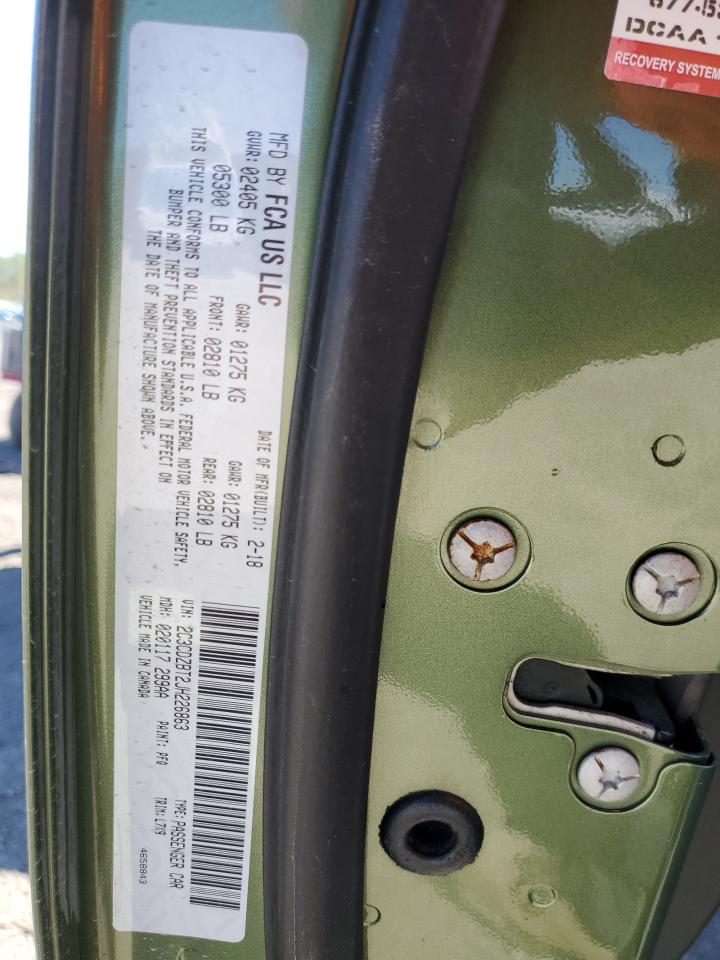 MFD BY FCA US LLC
DATE OF MFR(BUILT): 2-18
GVWR: 02405 KG
GAWR: 01275 KG
GAWR: 01275 KG
05300 LB
FRONT: 02810 LB
REAR: 02810 LB
THIS VEHICLE CONFORMS TO ALL APPLICABLE U.S.A. FEDERAL MOTOR VEHICLE SAFETY,
BUMPER AND THEFT PREVENTION STANDARDS IN EFFECT ON
THE DATE OF MANUFACTURE SHOWN ABOVE.
VIN: 2C3CDZBT2JH226863
TYPE: PASSENGER CAR
MDH: 020117 299AA
PAINT: PFQ
TRIM: L7X9
VEHICLE MADE IN CANADA
4658843
DCAA
RECOVERY SYSTEM